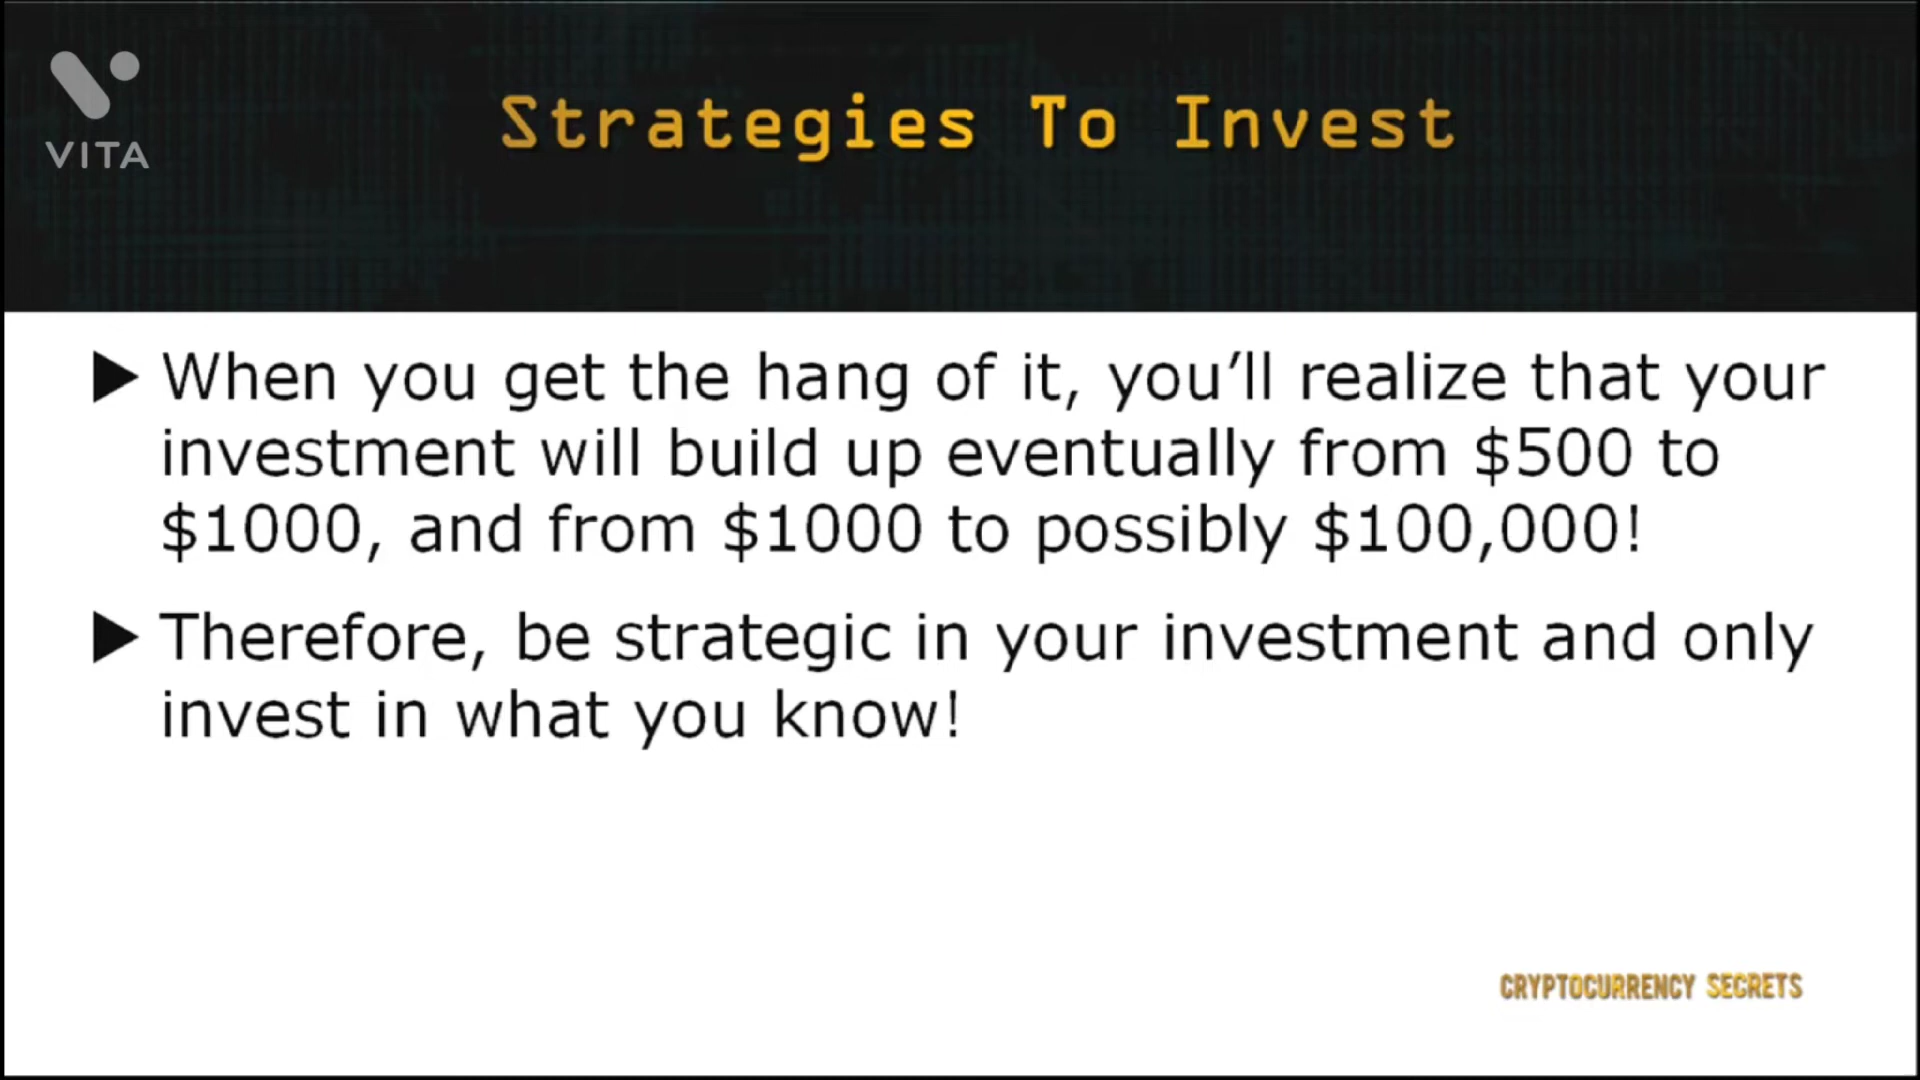 VITA
Strategies To Invest
▶ When you get the hang of it, you’ll realize that your
investment will build up eventually from $500 to
$1000, and from $1000 to possibly $100,000!
▶ Therefore, be strategic in your investment and only
invest in what you know!
CRYPTOCURRENCY SECRETS